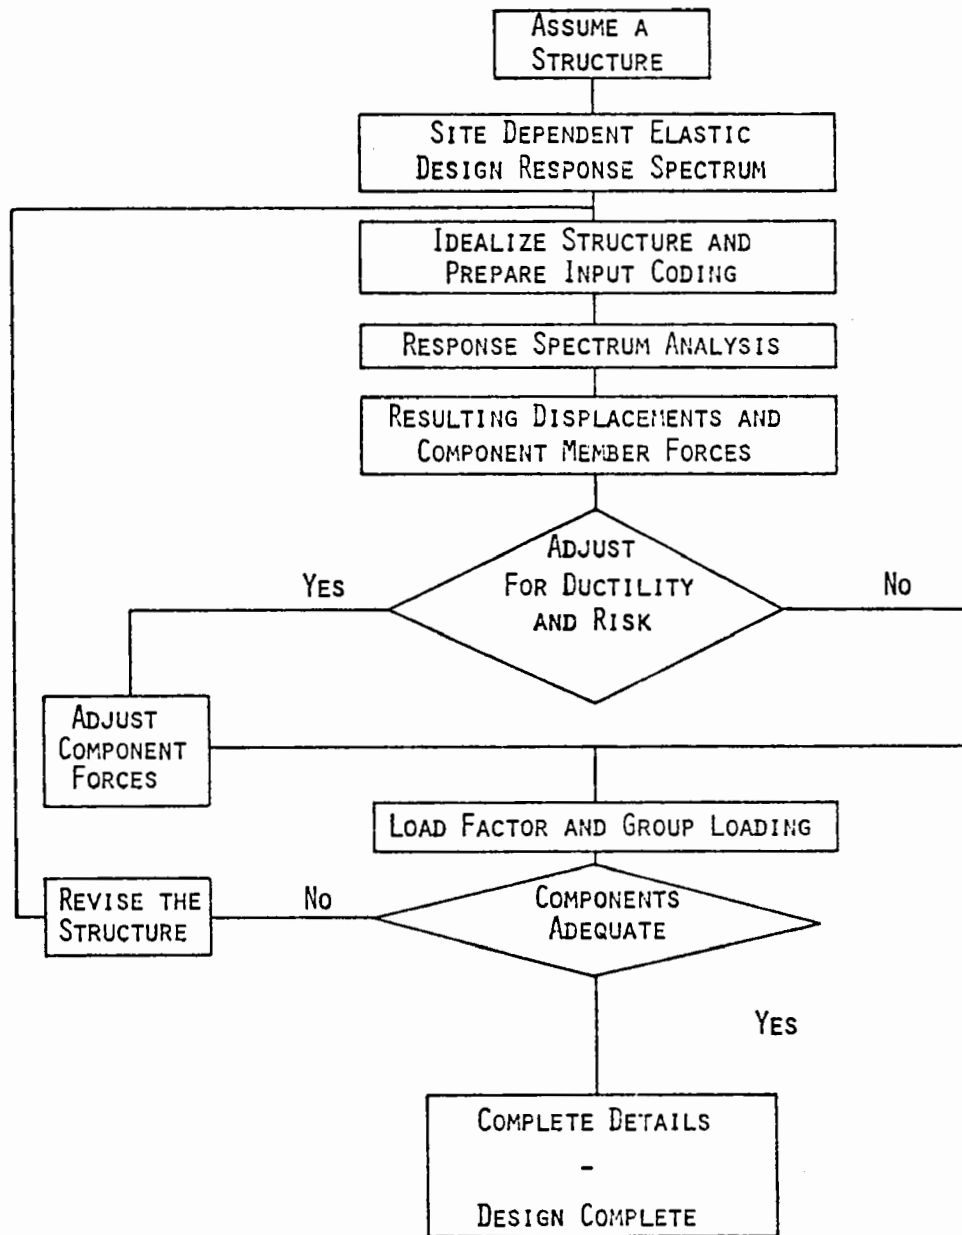 ASSUME A
STRUCTURE
SITE DEPENDENT ELASTIC
DESIGN RESPONSE SPECTRUM
IDEALIZE STRUCTURE AND
PREPARE INPUT CODING
RESPONSE SPECTRUM ANALYSIS
RESULTING DISPLACEMENTS AND
COMPONENT MEMBER FORCES
ADJUST
FOR DUCTILITY
AND RISK
YES
NO
ADJUST
COMPONENT
FORCES
LOAD FACTOR AND GROUP LOADING
COMPONENTS
ADEQUATE
NO
REVISE THE
STRUCTURE
YES
COMPLETE DETAILS
-
DESIGN COMPLETE